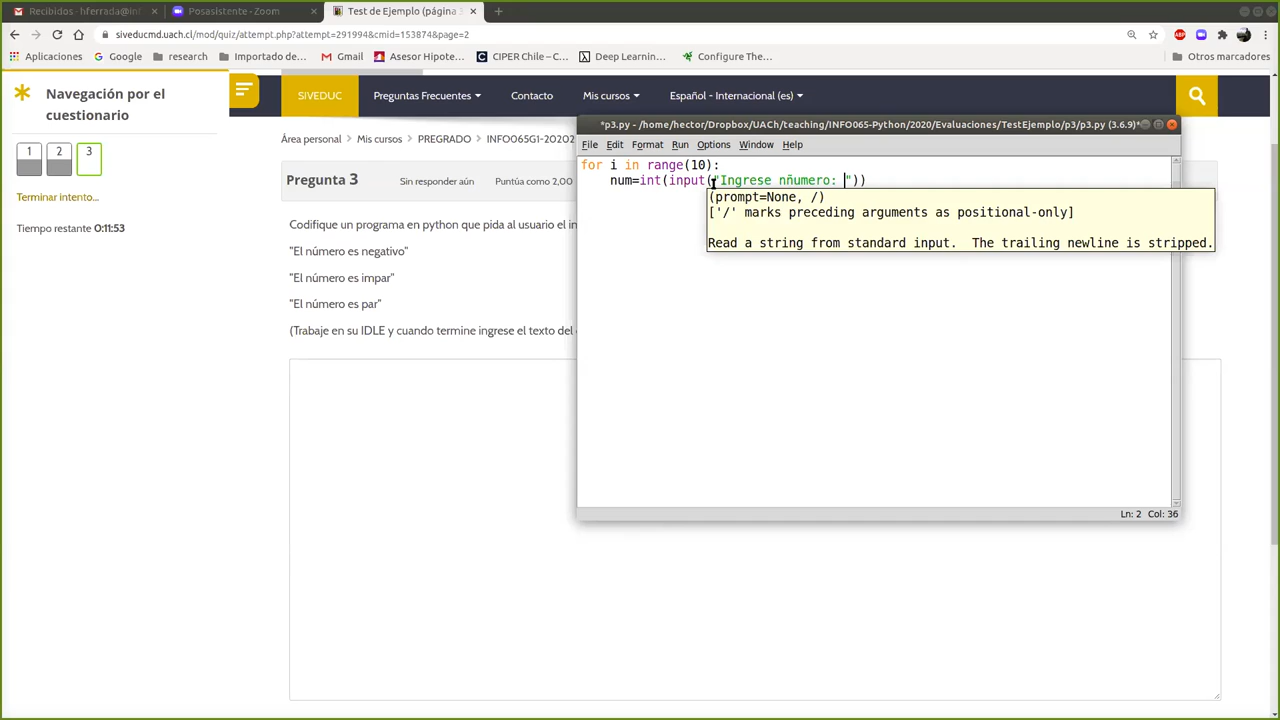 Recibidos - hferrada@in
Posasistente - Zoom
Test de Ejemplo (página 3
siveducmd.uach.cl/mod/quiz/attempt.php?attempt=291994&cmid=153874&page=2
Aplicaciones
Google
research
Importado de...
Gmail
Asesor Hipote...
CIPER Chile – C...
Deep Learnin...
Configure The...
Otros marcadores
Navegación por el
cuestionario
1 2 3
Terminar intento...
Tiempo restante 0:11:53
SIVEDUC
Preguntas Frecuentes
Contacto
Mis cursos
Español - Internacional (es)
Área personal > Mis cursos > PREGRADO > INFO065G1-20202
Pregunta 3
Sin responder aún
Puntúa como 2,00
Codifique un programa en python que pida al usuario el in
"El número es negativo"
"El número es impar"
"El número es par"
(Trabaje en su IDLE y cuando termine ingrese el texto del
*p3.py - /home/hector/Dropbox/UACh/teaching/INFO065-Python/2020/Evaluaciones/TestEjemplo/p3/p3.py (3.6.9)*
File Edit Format Run Options Window Help
for i in range(10):
num=int(input("Ingrese nñumero: "))
(prompt=None, /)
['/' marks preceding arguments as positional-only]
Read a string from standard input. The trailing newline is stripped.
Ln: 2 Col: 36